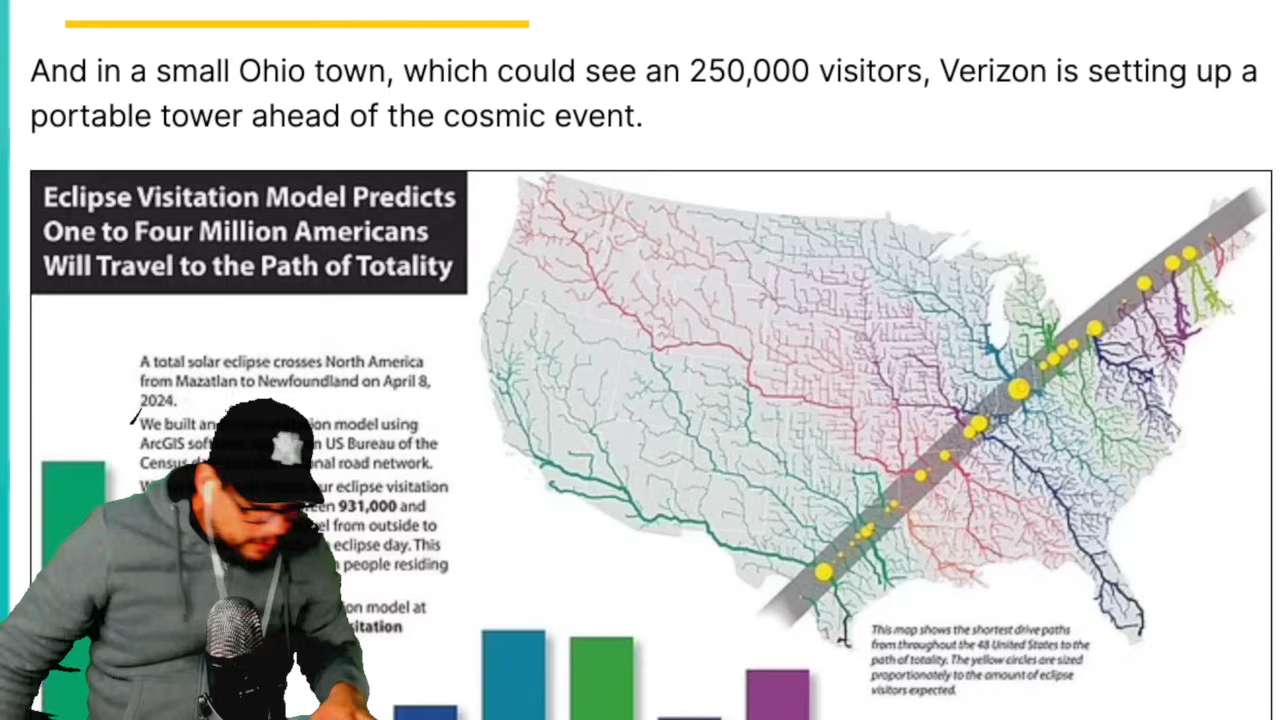 And in a small Ohio town, which could see an 250,000 visitors, Verizon is setting up a
portable tower ahead of the cosmic event.
Eclipse Visitation Model Predicts
One to Four Million Americans
Will Travel to the Path of Totality
A total solar eclipse crosses North America
from Mazatlan to Newfoundland on April 8,
2024.
We built an ion model using
ArcGIS US Bureau of the
Census road network.
eclipse visitation
931,000 and
from outside to
eclipse day. This
people residing
model at
This map shows the shortest drive paths
from throughout the 48 United States to the
path of totality. The yellow circles are sized
proportionately to the amount of eclipse
visitors expected.